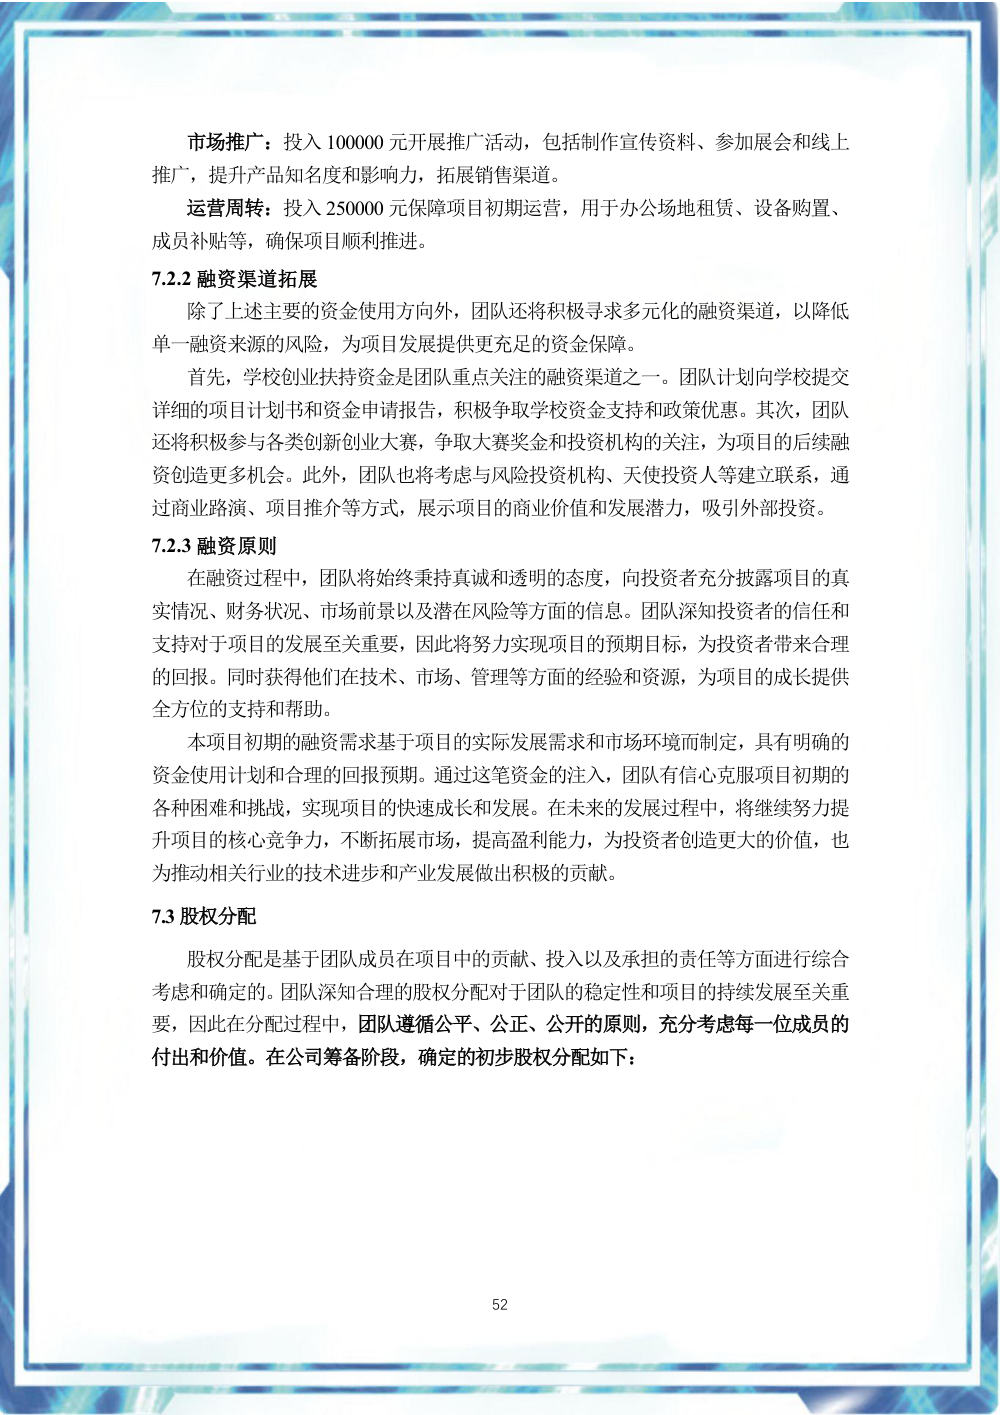 市场推广：投入 100000 元开展推广活动，包括制作宣传资料、参加展会和线上
推广，提升产品知名度和影响力，拓展销售渠道。
运营周转：投入 250000 元保障项目初期运营，用于办公场地租赁、设备购置、
成员补贴等，确保项目顺利推进。
7.2.2 融资渠道拓展
除了上述主要的资金使用方向外，团队还将积极寻求多元化的融资渠道，以降低
单一融资来源的风险，为项目发展提供更充足的资金保障。
首先，学校创业扶持资金是团队重点关注的融资渠道之一。团队计划向学校提交
详细的项目计划书和资金申请报告，积极争取学校资金支持和政策优惠。其次，团队
还将积极参与各类创新创业大赛，争取大赛奖金和投资机构的关注，为项目的后续融
资创造更多机会。此外，团队也将考虑与风险投资机构、天使投资人等建立联系，通
过商业路演、项目推介等方式，展示项目的商业价值和发展潜力，吸引外部投资。
7.2.3 融资原则
在融资过程中，团队将始终秉持真诚和透明的态度，向投资者充分披露项目的真
实情况、财务状况、市场前景以及潜在风险等方面的信息。团队深知投资者的信任和
支持对于项目的发展至关重要，因此将努力实现项目的预期目标，为投资者带来合理
的回报。同时获得他们在技术、市场、管理等方面的经验和资源，为项目的成长提供
全方位的支持和帮助。
本项目初期的融资需求基于项目的实际发展需求和市场环境而制定，具有明确的
资金使用计划和合理的回报预期。通过这笔资金的注入，团队有信心克服项目初期的
各种困难和挑战，实现项目的快速成长和发展。在未来的发展过程中，将继续努力提
升项目的核心竞争力，不断拓展市场，提高盈利能力，为投资者创造更大的价值，也
为推动相关行业的技术进步和产业发展做出积极的贡献。
7.3 股权分配
股权分配是基于团队成员在项目中的贡献、投入以及承担的责任等方面进行综合
考虑和确定的。团队深知合理的股权分配对于团队的稳定性和项目的持续发展至关重
要，因此在分配过程中，团队遵循公平、公正、公开的原则，充分考虑每一位成员的
付出和价值。在公司筹备阶段，确定的初步股权分配如下：
52